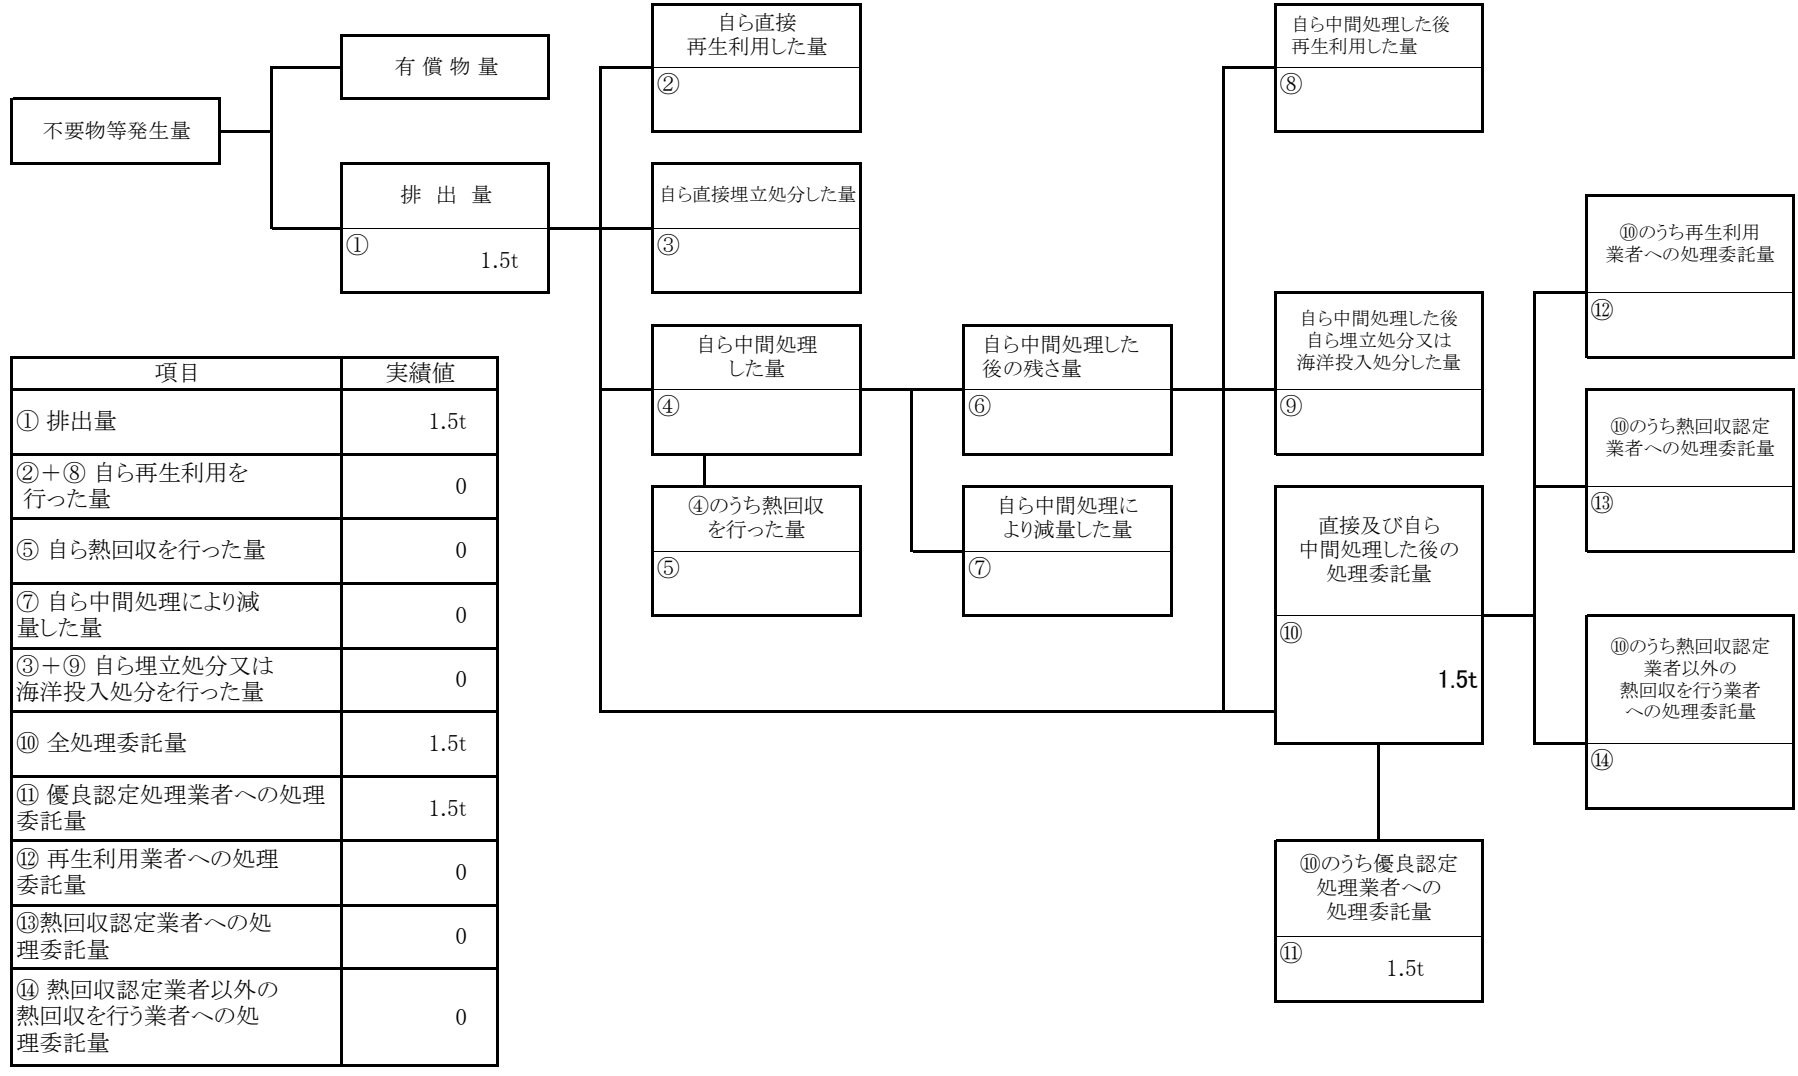 自ら直接
再生利用した量
②
自ら中間処理した後
再生利用した量
⑧
有 償 物 量
不要物等発生量
排 出 量
①
1.5t
自ら直接埋立処分した量
③
⑩のうち再生利用
業者への処理委託量
⑫
自ら中間処理
した量
④
自ら中間処理した
後の残さ量
⑥
自ら中間処理した後
自ら埋立処分又は
海洋投入処分した量
⑨
⑩のうち熱回収認定
業者への処理委託量
⑬
④のうち熱回収
を行った量
⑤
自ら中間処理に
より減量した量
⑦
直接及び自ら
中間処理した後の
処理委託量
⑩
1.5t
⑩のうち熱回収認定
業者以外の
熱回収を行う業者
への処理委託量
⑭
⑩のうち優良認定
処理業者への
処理委託量
⑪
1.5t
項目 実績値
① 排出量 1.5t
②＋⑧ 自ら再生利用を
行った量 0
⑤ 自ら熱回収を行った量 0
⑦ 自ら中間処理により減
量した量 0
③＋⑨ 自ら埋立処分又は
海洋投入処分を行った量 0
⑩ 全処理委託量 1.5t
⑪ 優良認定処理業者への処理
委託量 1.5t
⑫ 再生利用業者への処理
委託量 0
⑬熱回収認定業者への処
理委託量 0
⑭ 熱回収認定業者以外の
熱回収を行う業者への処
理委託量 0